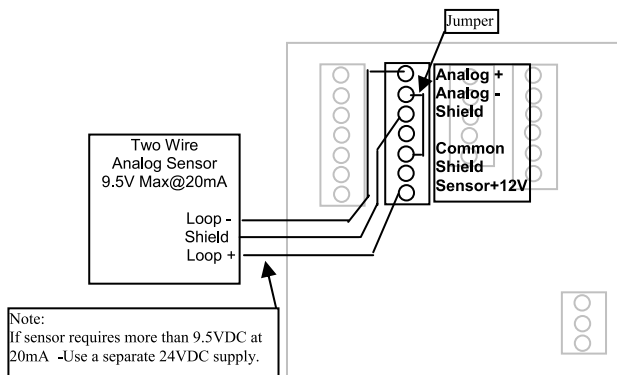 Jumper
Analog +
Analog -
Shield
Common
Shield
Sensor+12V
Two Wire
Analog Sensor
9.5V Max@20mA
Loop -
Shield
Loop +
Note:
If sensor requires more than 9.5VDC at
20mA  -Use a separate 24VDC supply.